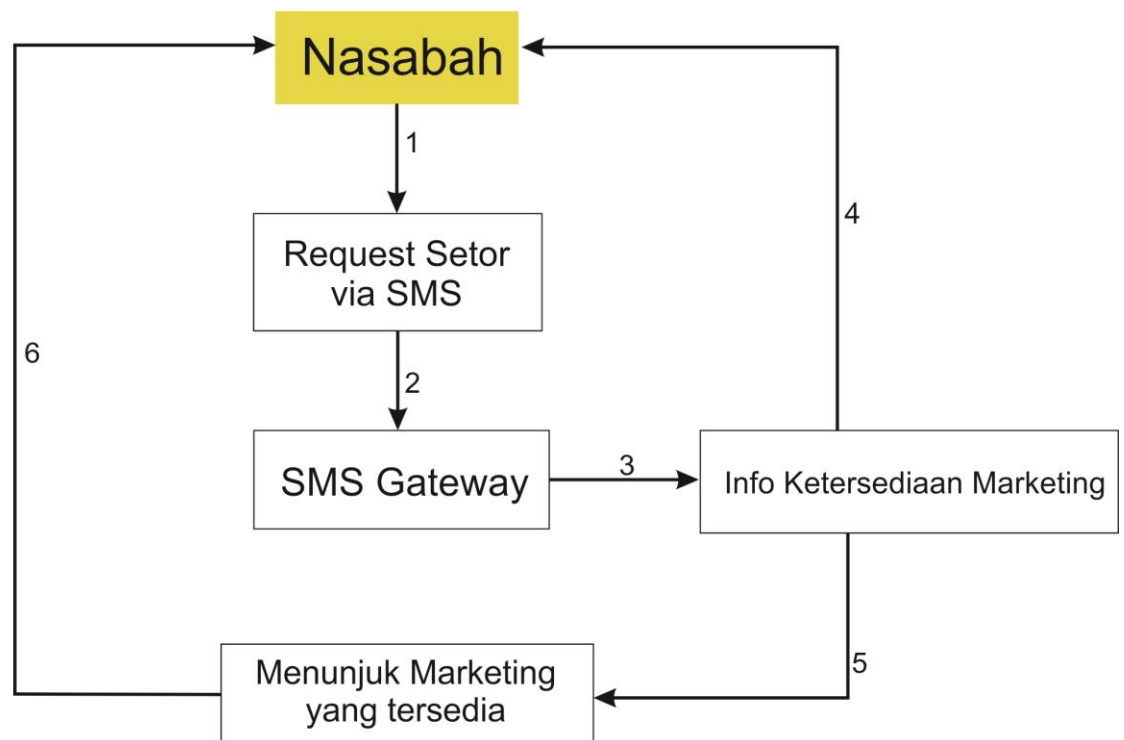 Nasabah
1
Request Setor
via SMS
2
SMS Gateway
3
Info Ketersediaan Marketing
4
5
Menunjuk Marketing
yang tersedia
6